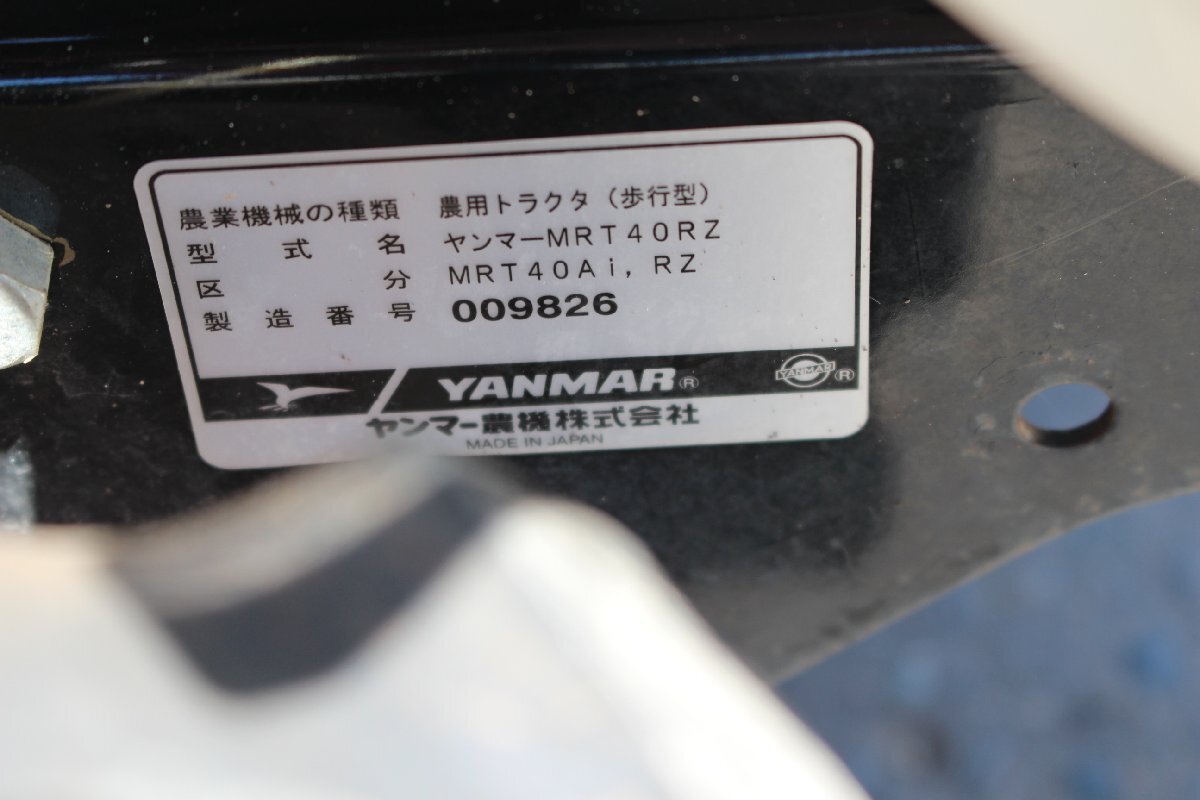 農業機械の種類 農用トラクタ（歩行型）
型式名 ヤンマーMRT40RZ
区分 MRT40Ai, RZ
製造番号 009826
YANMAR® YANMAR®
ヤンマー農機株式会社
MADE IN JAPAN